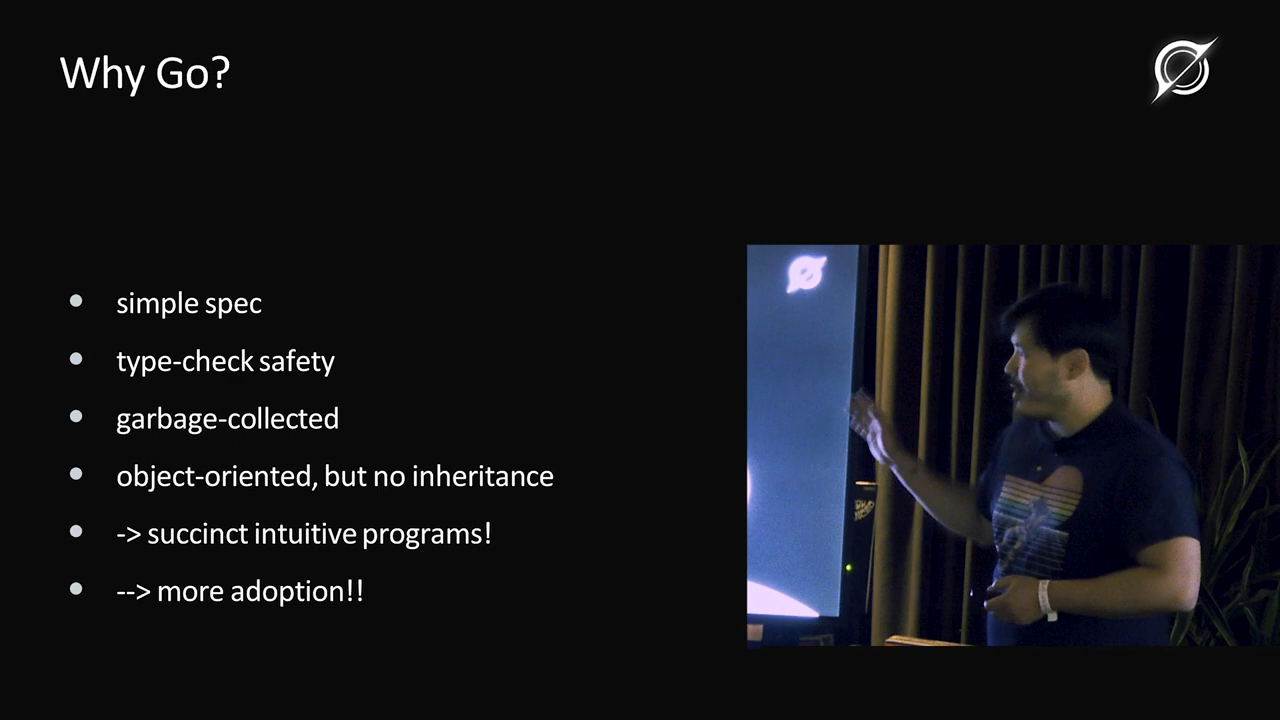 Why Go?
simple spec
type-check safety
garbage-collected
object-oriented, but no inheritance
-> succinct intuitive programs!
--> more adoption!!